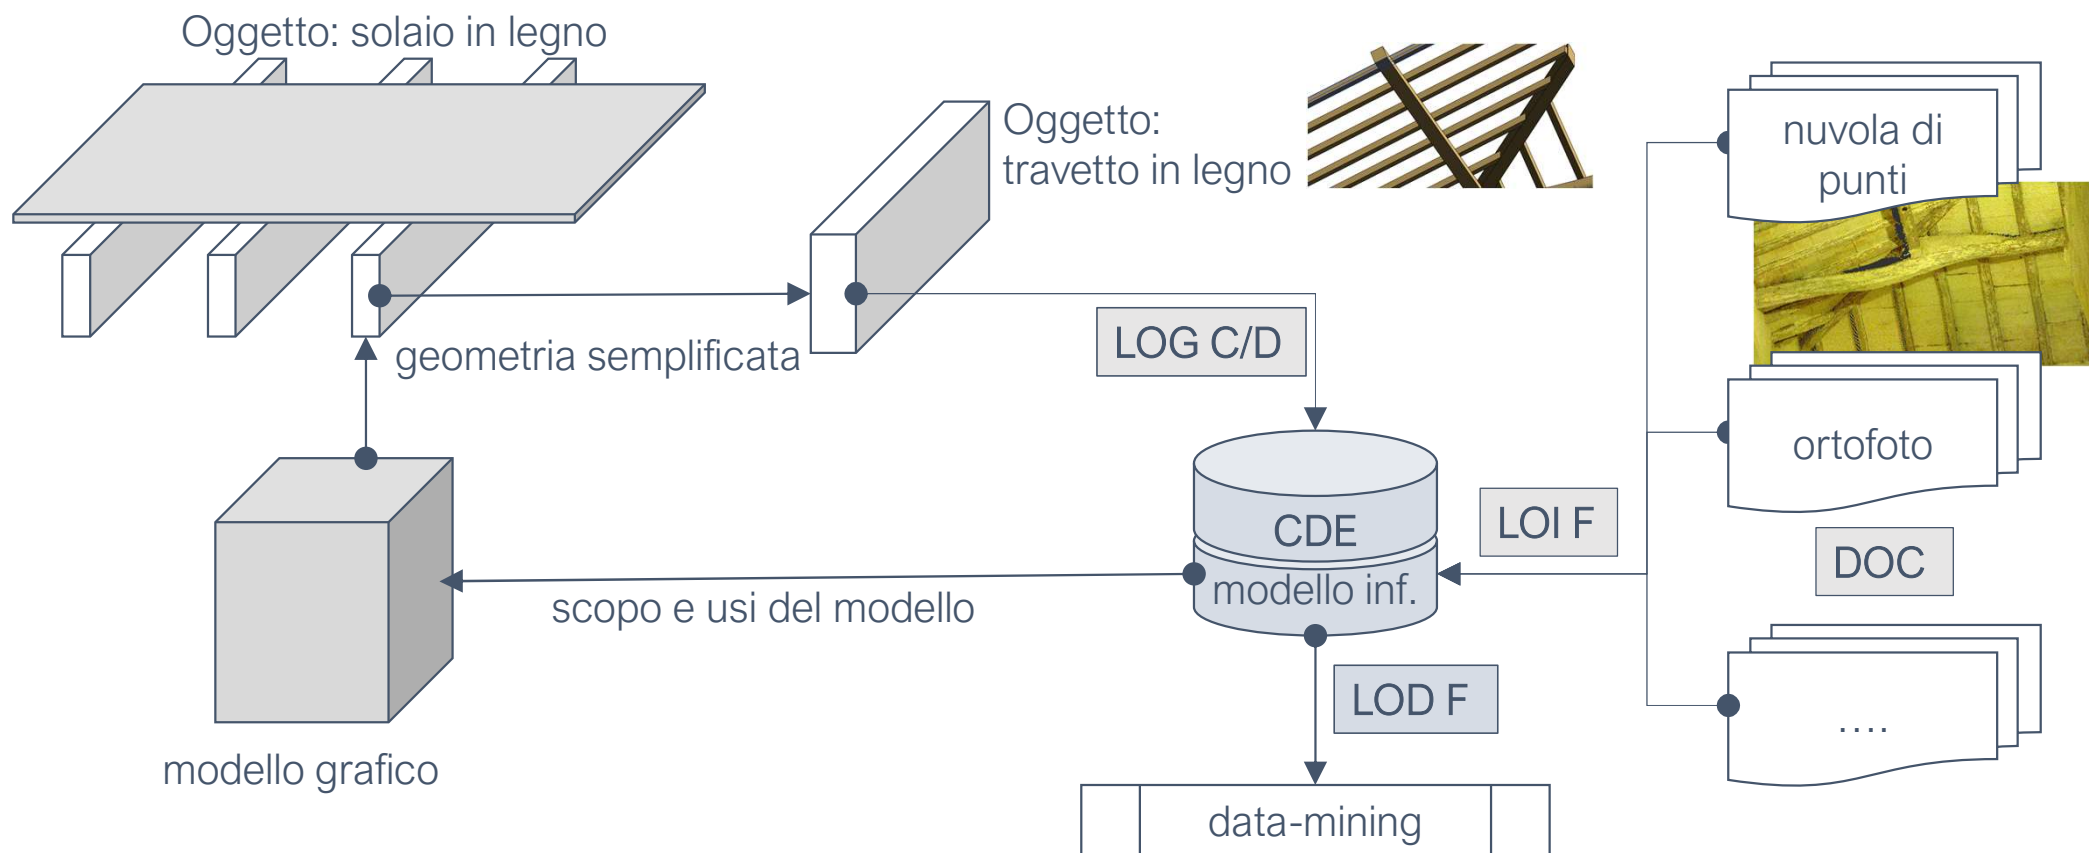 Oggetto: solaio in legno
Oggetto:
travetto in legno
nuvola di
punti
geometria semplificata
LOG C/D
ortofoto
CDE
modello inf.
LOI F
DOC
scopo e usi del modello
LOD F
....
modello grafico
data-mining